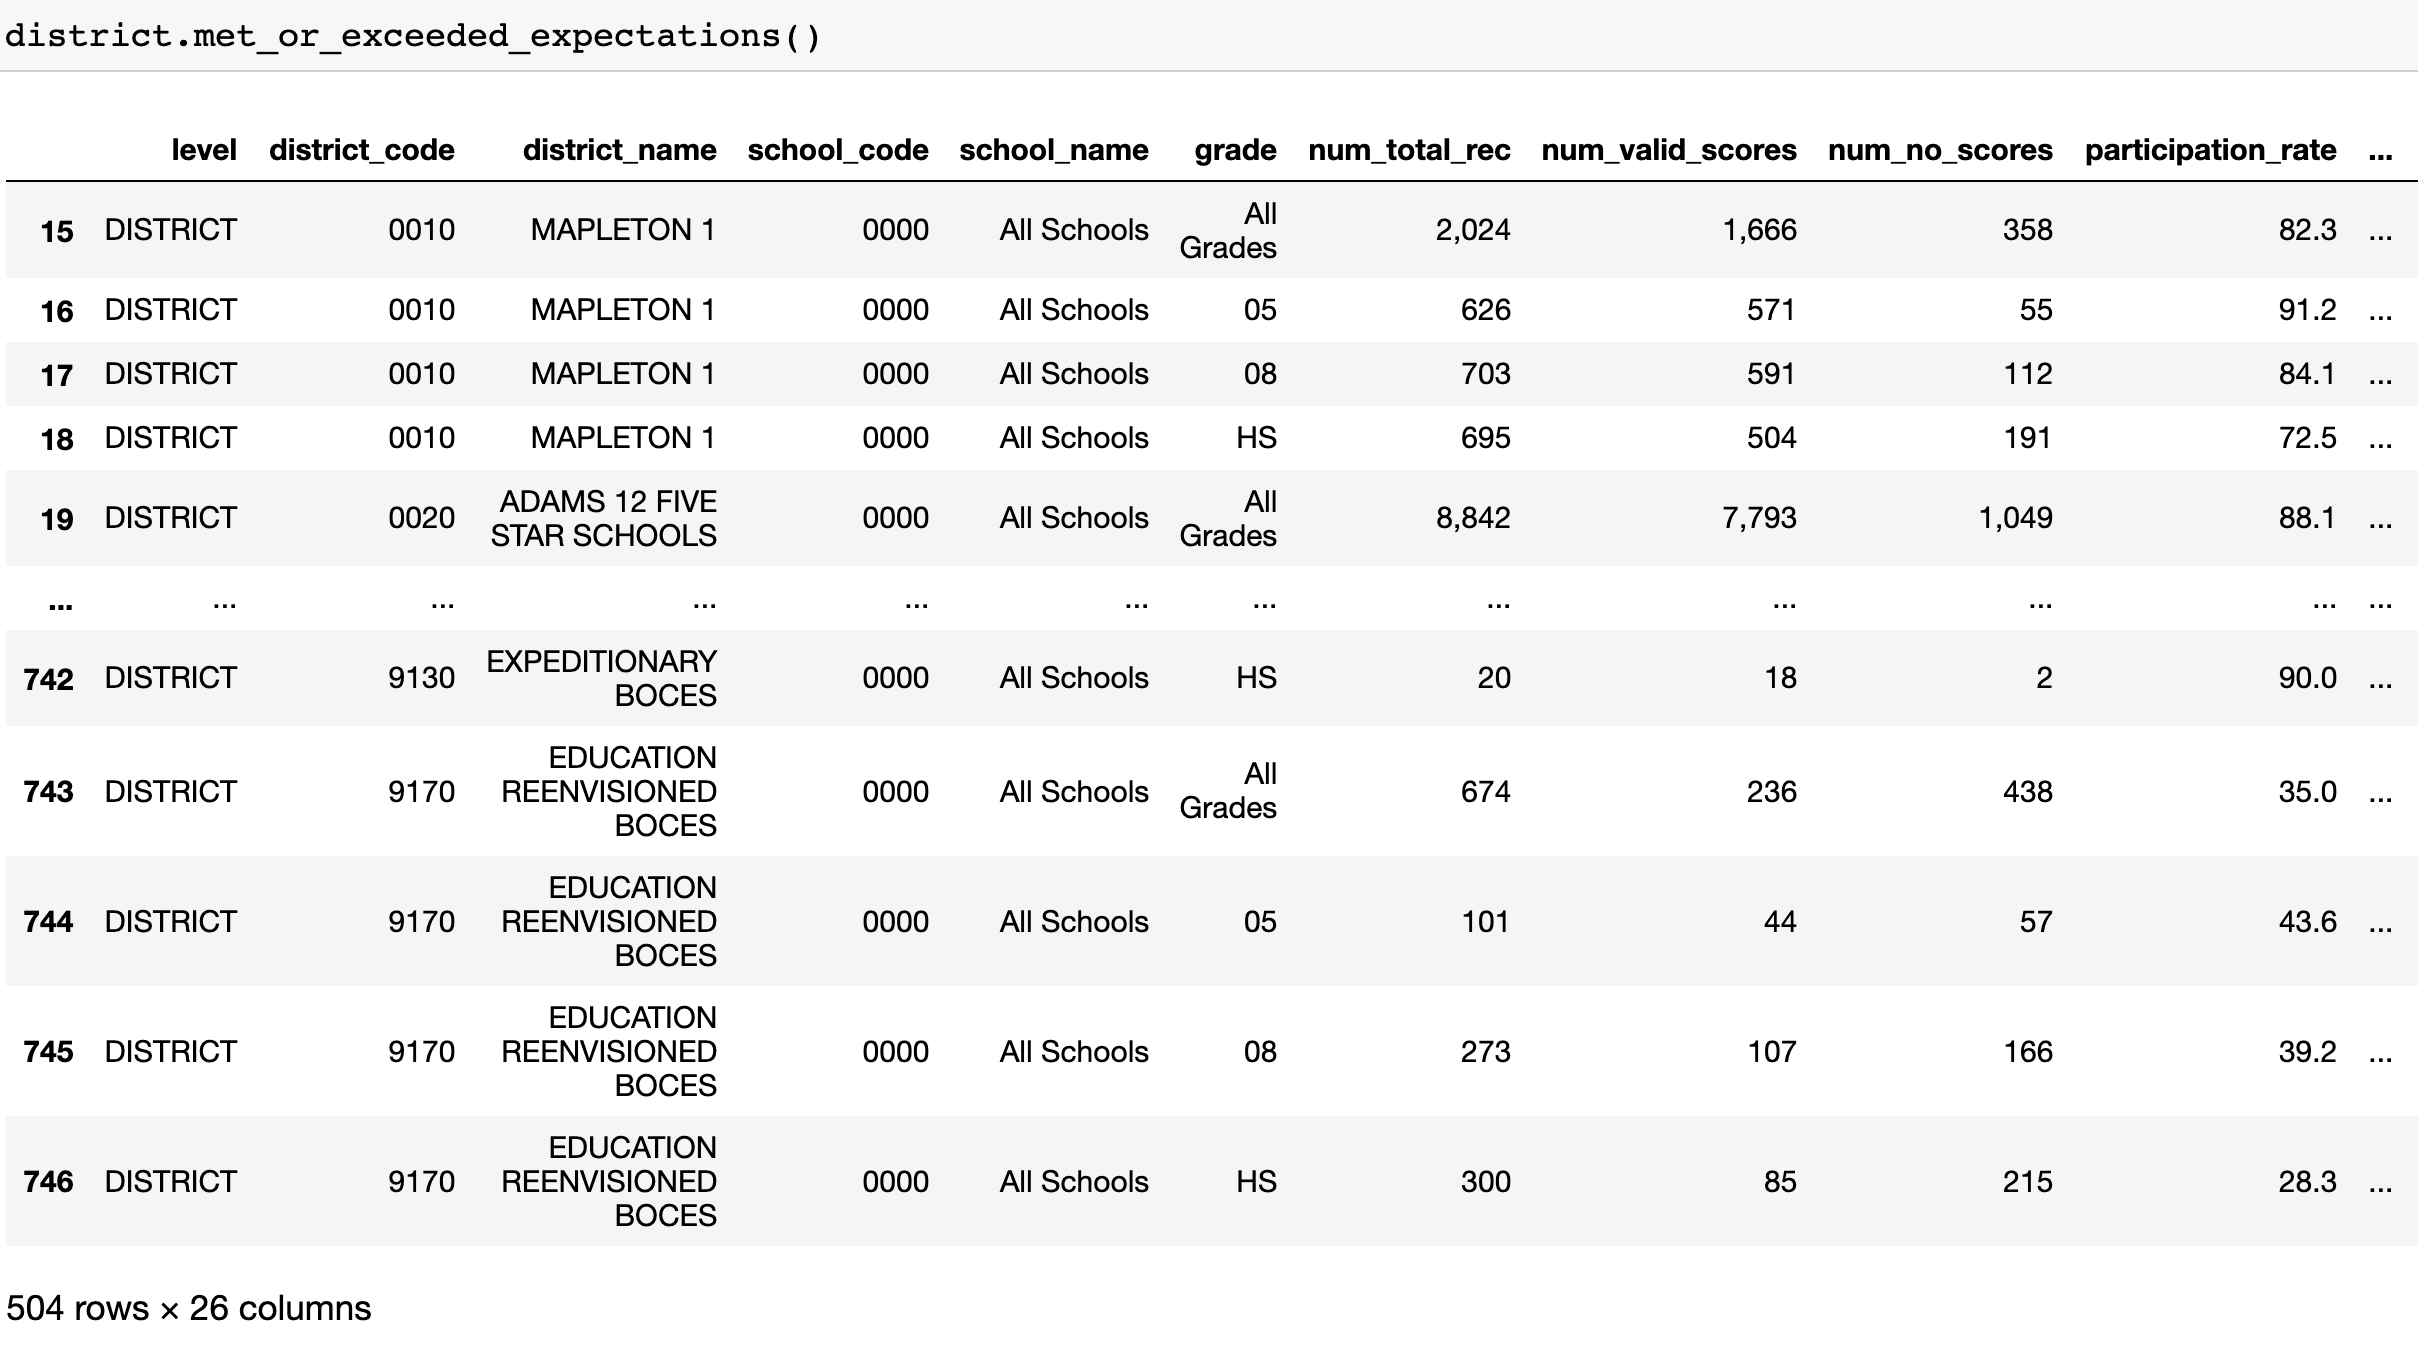 district.met_or_exceeded_expectations()
level district_code district_name school_code school_name grade num_total_rec num_valid_scores num_no_scores participation_rate ...
15 DISTRICT 0010 MAPLETON 1 0000 All Schools All Grades 2,024 1,666 358 82.3 ...
16 DISTRICT 0010 MAPLETON 1 0000 All Schools 05 626 571 55 91.2 ...
17 DISTRICT 0010 MAPLETON 1 0000 All Schools 08 703 591 112 84.1 ...
18 DISTRICT 0010 MAPLETON 1 0000 All Schools HS 695 504 191 72.5 ...
19 DISTRICT 0020 ADAMS 12 FIVE STAR SCHOOLS 0000 All Schools All Grades 8,842 7,793 1,049 88.1 ...
... ... ... ... ... ... ... ... ... ... ... ...
742 DISTRICT 9130 EXPEDITIONARY BOCES 0000 All Schools HS 20 18 2 90.0 ...
743 DISTRICT 9170 EDUCATION REENVISIONED BOCES 0000 All Schools All Grades 674 236 438 35.0 ...
744 DISTRICT 9170 EDUCATION REENVISIONED BOCES 0000 All Schools 05 101 44 57 43.6 ...
745 DISTRICT 9170 EDUCATION REENVISIONED BOCES 0000 All Schools 08 273 107 166 39.2 ...
746 DISTRICT 9170 EDUCATION REENVISIONED BOCES 0000 All Schools HS 300 85 215 28.3 ...
504 rows × 26 columns